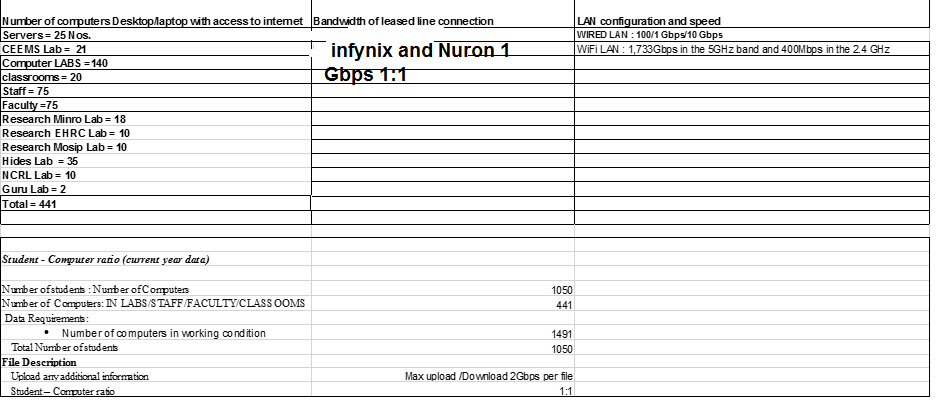 Number of computers Desktop/laptop with access to internet Bandwidth of leased line connection LAN configuration and speed
Servers = 25 Nos. WIRED LAN : 100/1 Gbps/10 Gbps
CEEMS Lab = 21 infynix and Nuron 1 WiFi LAN : 1,733Gbps in the 5GHz band and 400Mbps in the 2.4 GHz
Computer LABS =140
classrooms = 20 Gbps 1:1
Staff = 75
Faculty =75
Research Minro Lab = 18
Research EHRC Lab = 10
Research Mosip Lab = 10
Hides Lab = 35
NCRL Lab = 10
Guru Lab = 2
Total = 441
Student - Computer ratio (current year data)
Number of students : Number of Computers 1050
Number of Computers: IN LABS/STAFF/FACULTY/CLASS OOMS 441
Data Requirements:
• Number of computers in working condition 1491
Total Number of students 1050
File Description
Upload any additional information Max upload /Download 2Gbps per file
Student – Computer ratio 1:1